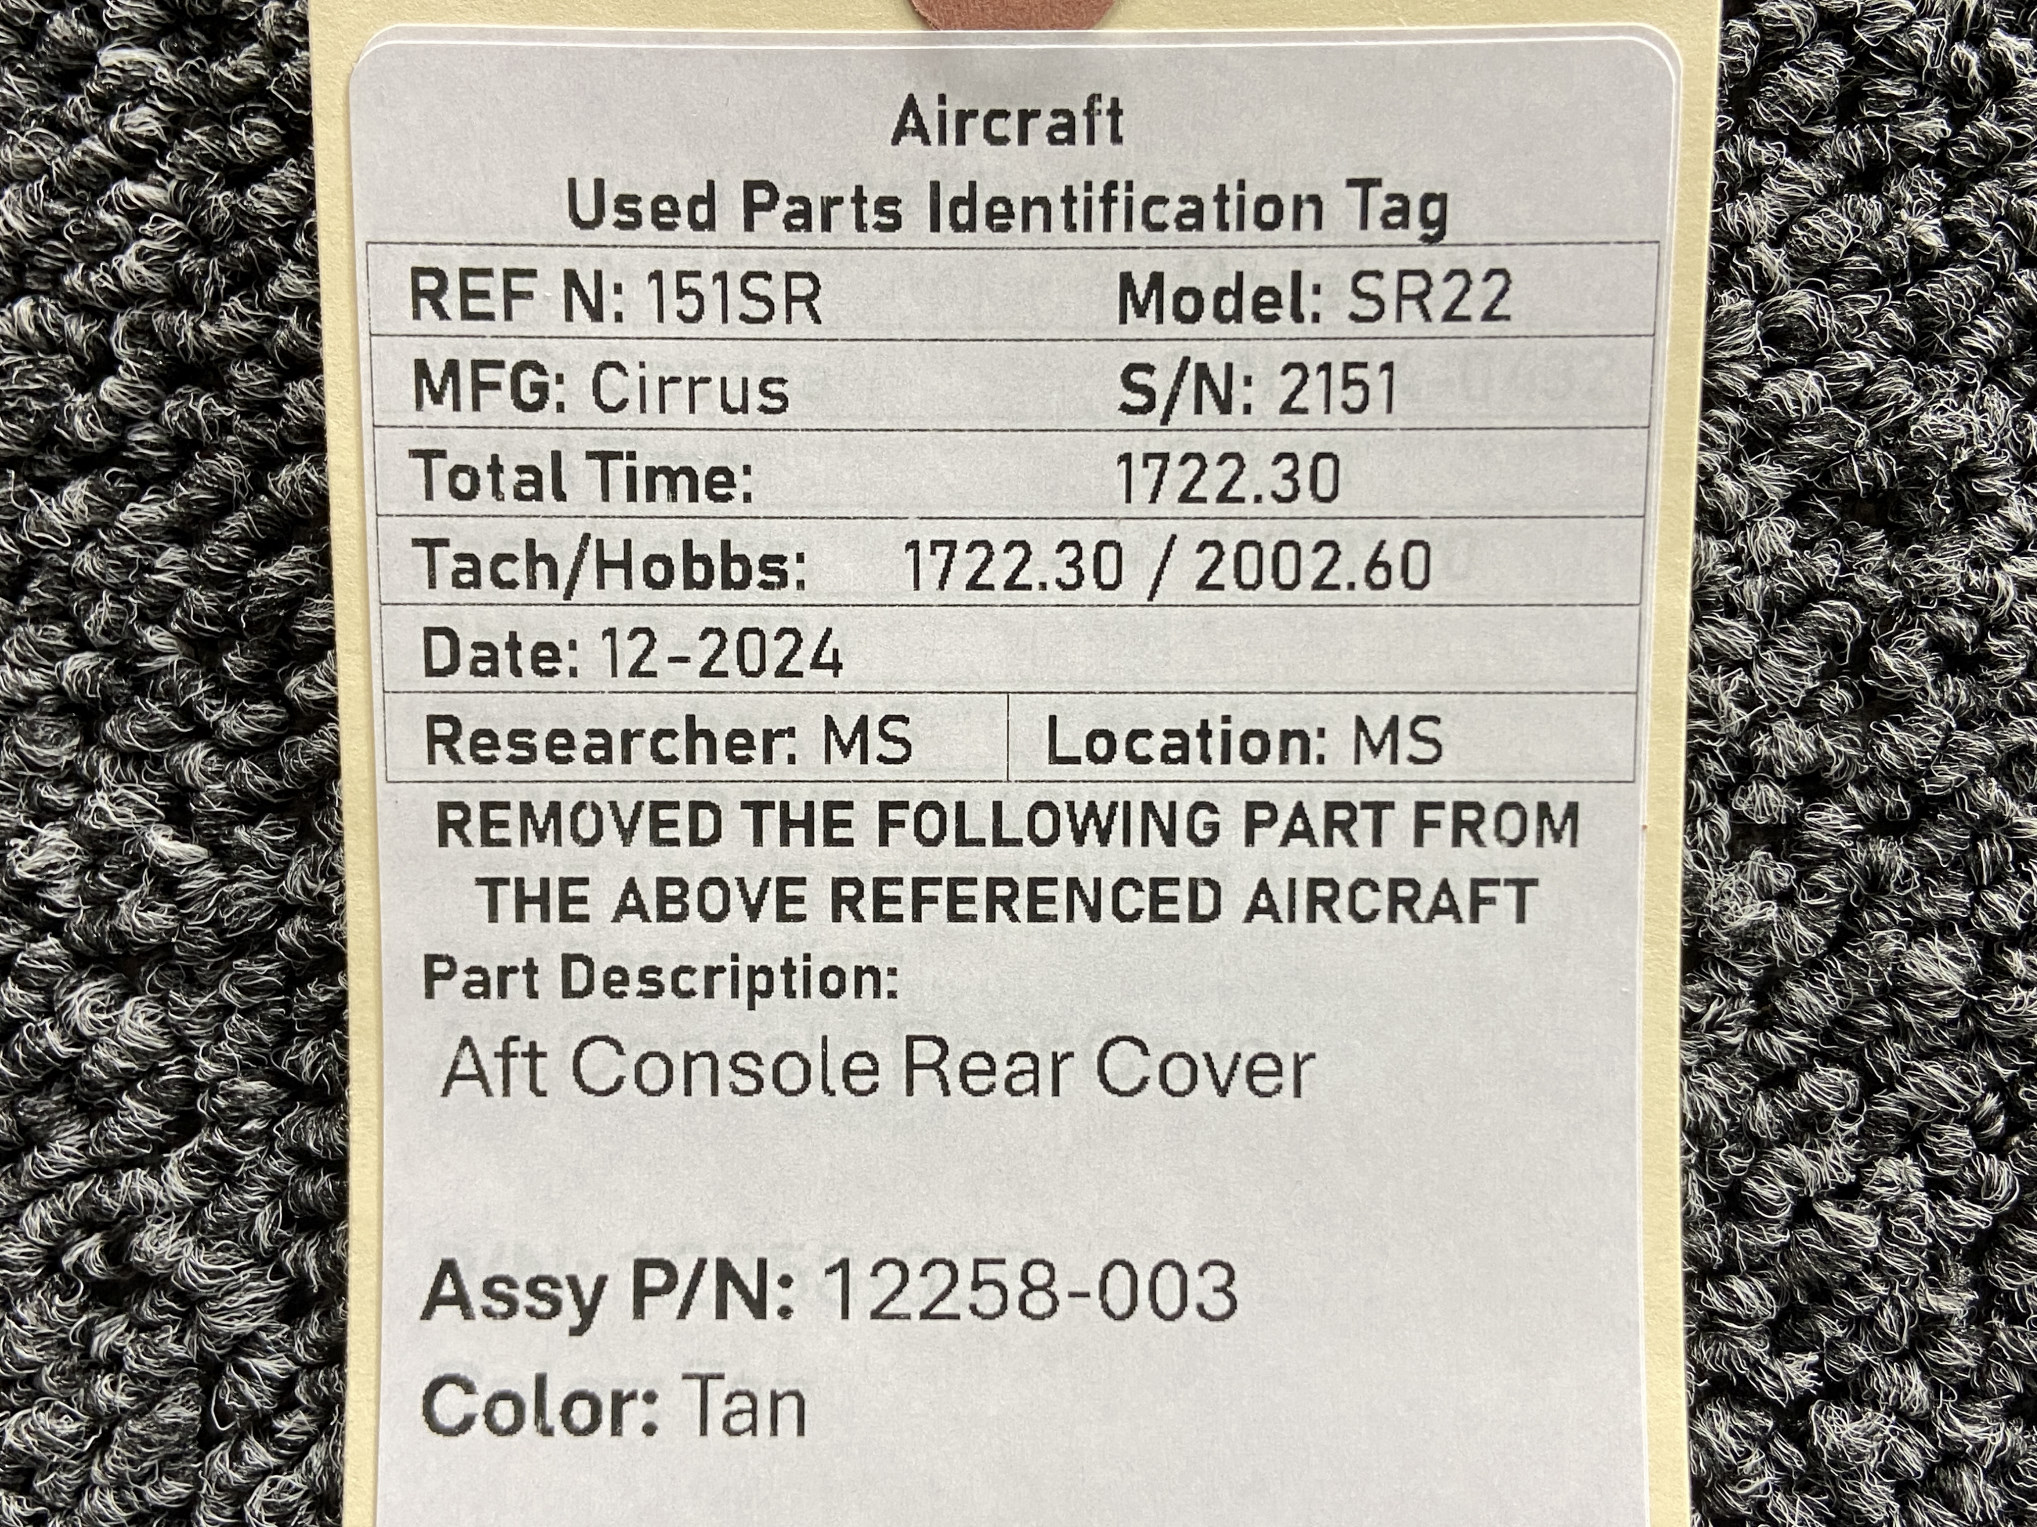 Aircraft
Used Parts Identification Tag
REF N: 151SR Model: SR22
MFG: Cirrus S/N: 2151
Total Time: 1722.30
Tach/Hobbs: 1722.30 / 2002.60
Date: 12-2024
Researcher: MS Location: MS
REMOVED THE FOLLOWING PART FROM
THE ABOVE REFERENCED AIRCRAFT
Part Description:
Aft Console Rear Cover
Assy P/N: 12258-003
Color: Tan